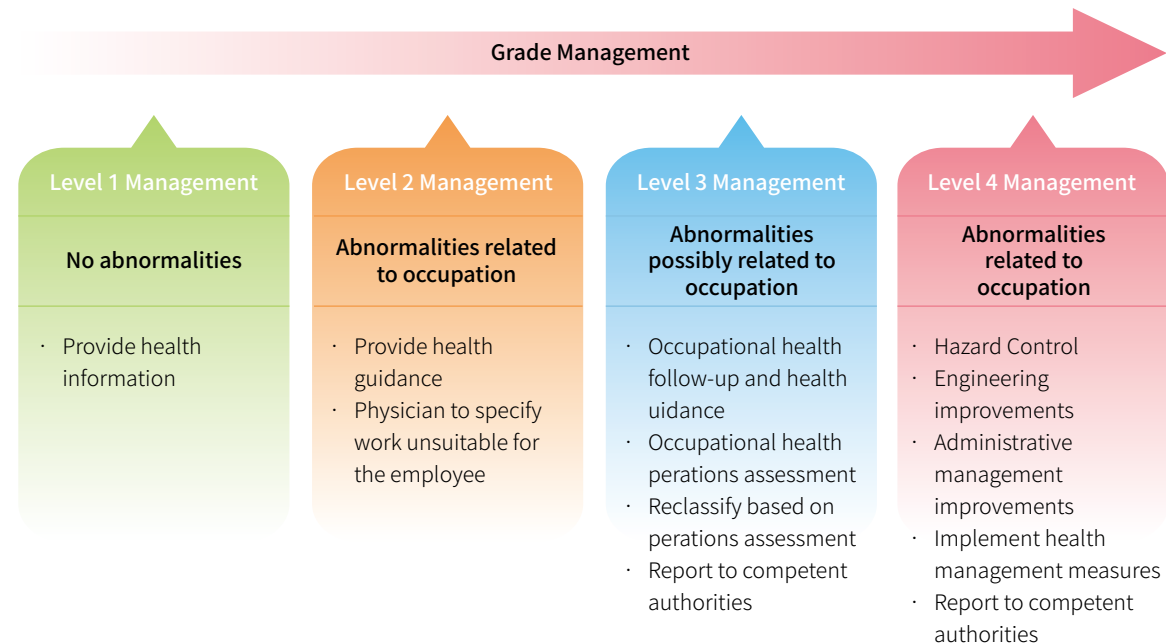 Grade Management
Level 1 Management
No abnormalities
· Provide health
information
Level 2 Management
Abnormalities related
to occupation
· Provide health
guidance
· Physician to specify
work unsuitable for
the employee
Level 3 Management
Abnormalities
possibly related to
occupation
· Occupational health
follow-up and health
uidance
· Occupational health
perations assessment
· Reclassify based on
perations assessment
· Report to competent
authorities
Level 4 Management
Abnormalities
related to
occupation
· Hazard Control
· Engineering
improvements
· Administrative
management
improvements
· Implement health
management measures
· Report to competent
authorities